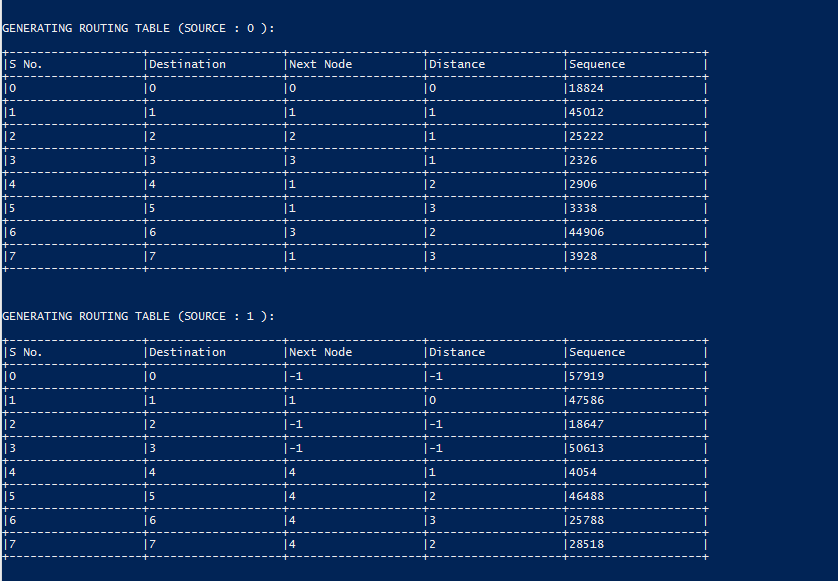 GENERATING ROUTING TABLE (SOURCE : 0 ):
+-------------------+-------------------+-------------------+-------------------+-------------------+
|S No. |Destination |Next Node |Distance |Sequence |
+-------------------+-------------------+-------------------+-------------------+-------------------+
|0 |0 |0 |0 |18824 |
+-------------------+-------------------+-------------------+-------------------+-------------------+
|1 |1 |1 |1 |45012 |
+-------------------+-------------------+-------------------+-------------------+-------------------+
|2 |2 |2 |1 |25222 |
+-------------------+-------------------+-------------------+-------------------+-------------------+
|3 |3 |3 |1 |2326 |
+-------------------+-------------------+-------------------+-------------------+-------------------+
|4 |4 |1 |2 |2906 |
+-------------------+-------------------+-------------------+-------------------+-------------------+
|5 |5 |1 |3 |3338 |
+-------------------+-------------------+-------------------+-------------------+-------------------+
|6 |6 |3 |2 |44906 |
+-------------------+-------------------+-------------------+-------------------+-------------------+
|7 |7 |1 |3 |3928 |
+-------------------+-------------------+-------------------+-------------------+-------------------+
GENERATING ROUTING TABLE (SOURCE : 1 ):
+-------------------+-------------------+-------------------+-------------------+-------------------+
|S No. |Destination |Next Node |Distance |Sequence |
+-------------------+-------------------+-------------------+-------------------+-------------------+
|0 |0 |-1 |-1 |57919 |
+-------------------+-------------------+-------------------+-------------------+-------------------+
|1 |1 |1 |0 |47586 |
+-------------------+-------------------+-------------------+-------------------+-------------------+
|2 |2 |-1 |-1 |18647 |
+-------------------+-------------------+-------------------+-------------------+-------------------+
|3 |3 |-1 |-1 |50613 |
+-------------------+-------------------+-------------------+-------------------+-------------------+
|4 |4 |4 |1 |4054 |
+-------------------+-------------------+-------------------+-------------------+-------------------+
|5 |5 |4 |2 |46488 |
+-------------------+-------------------+-------------------+-------------------+-------------------+
|6 |6 |4 |3 |25788 |
+-------------------+-------------------+-------------------+-------------------+-------------------+
|7 |7 |4 |2 |28518 |
+-------------------+-------------------+-------------------+-------------------+-------------------+